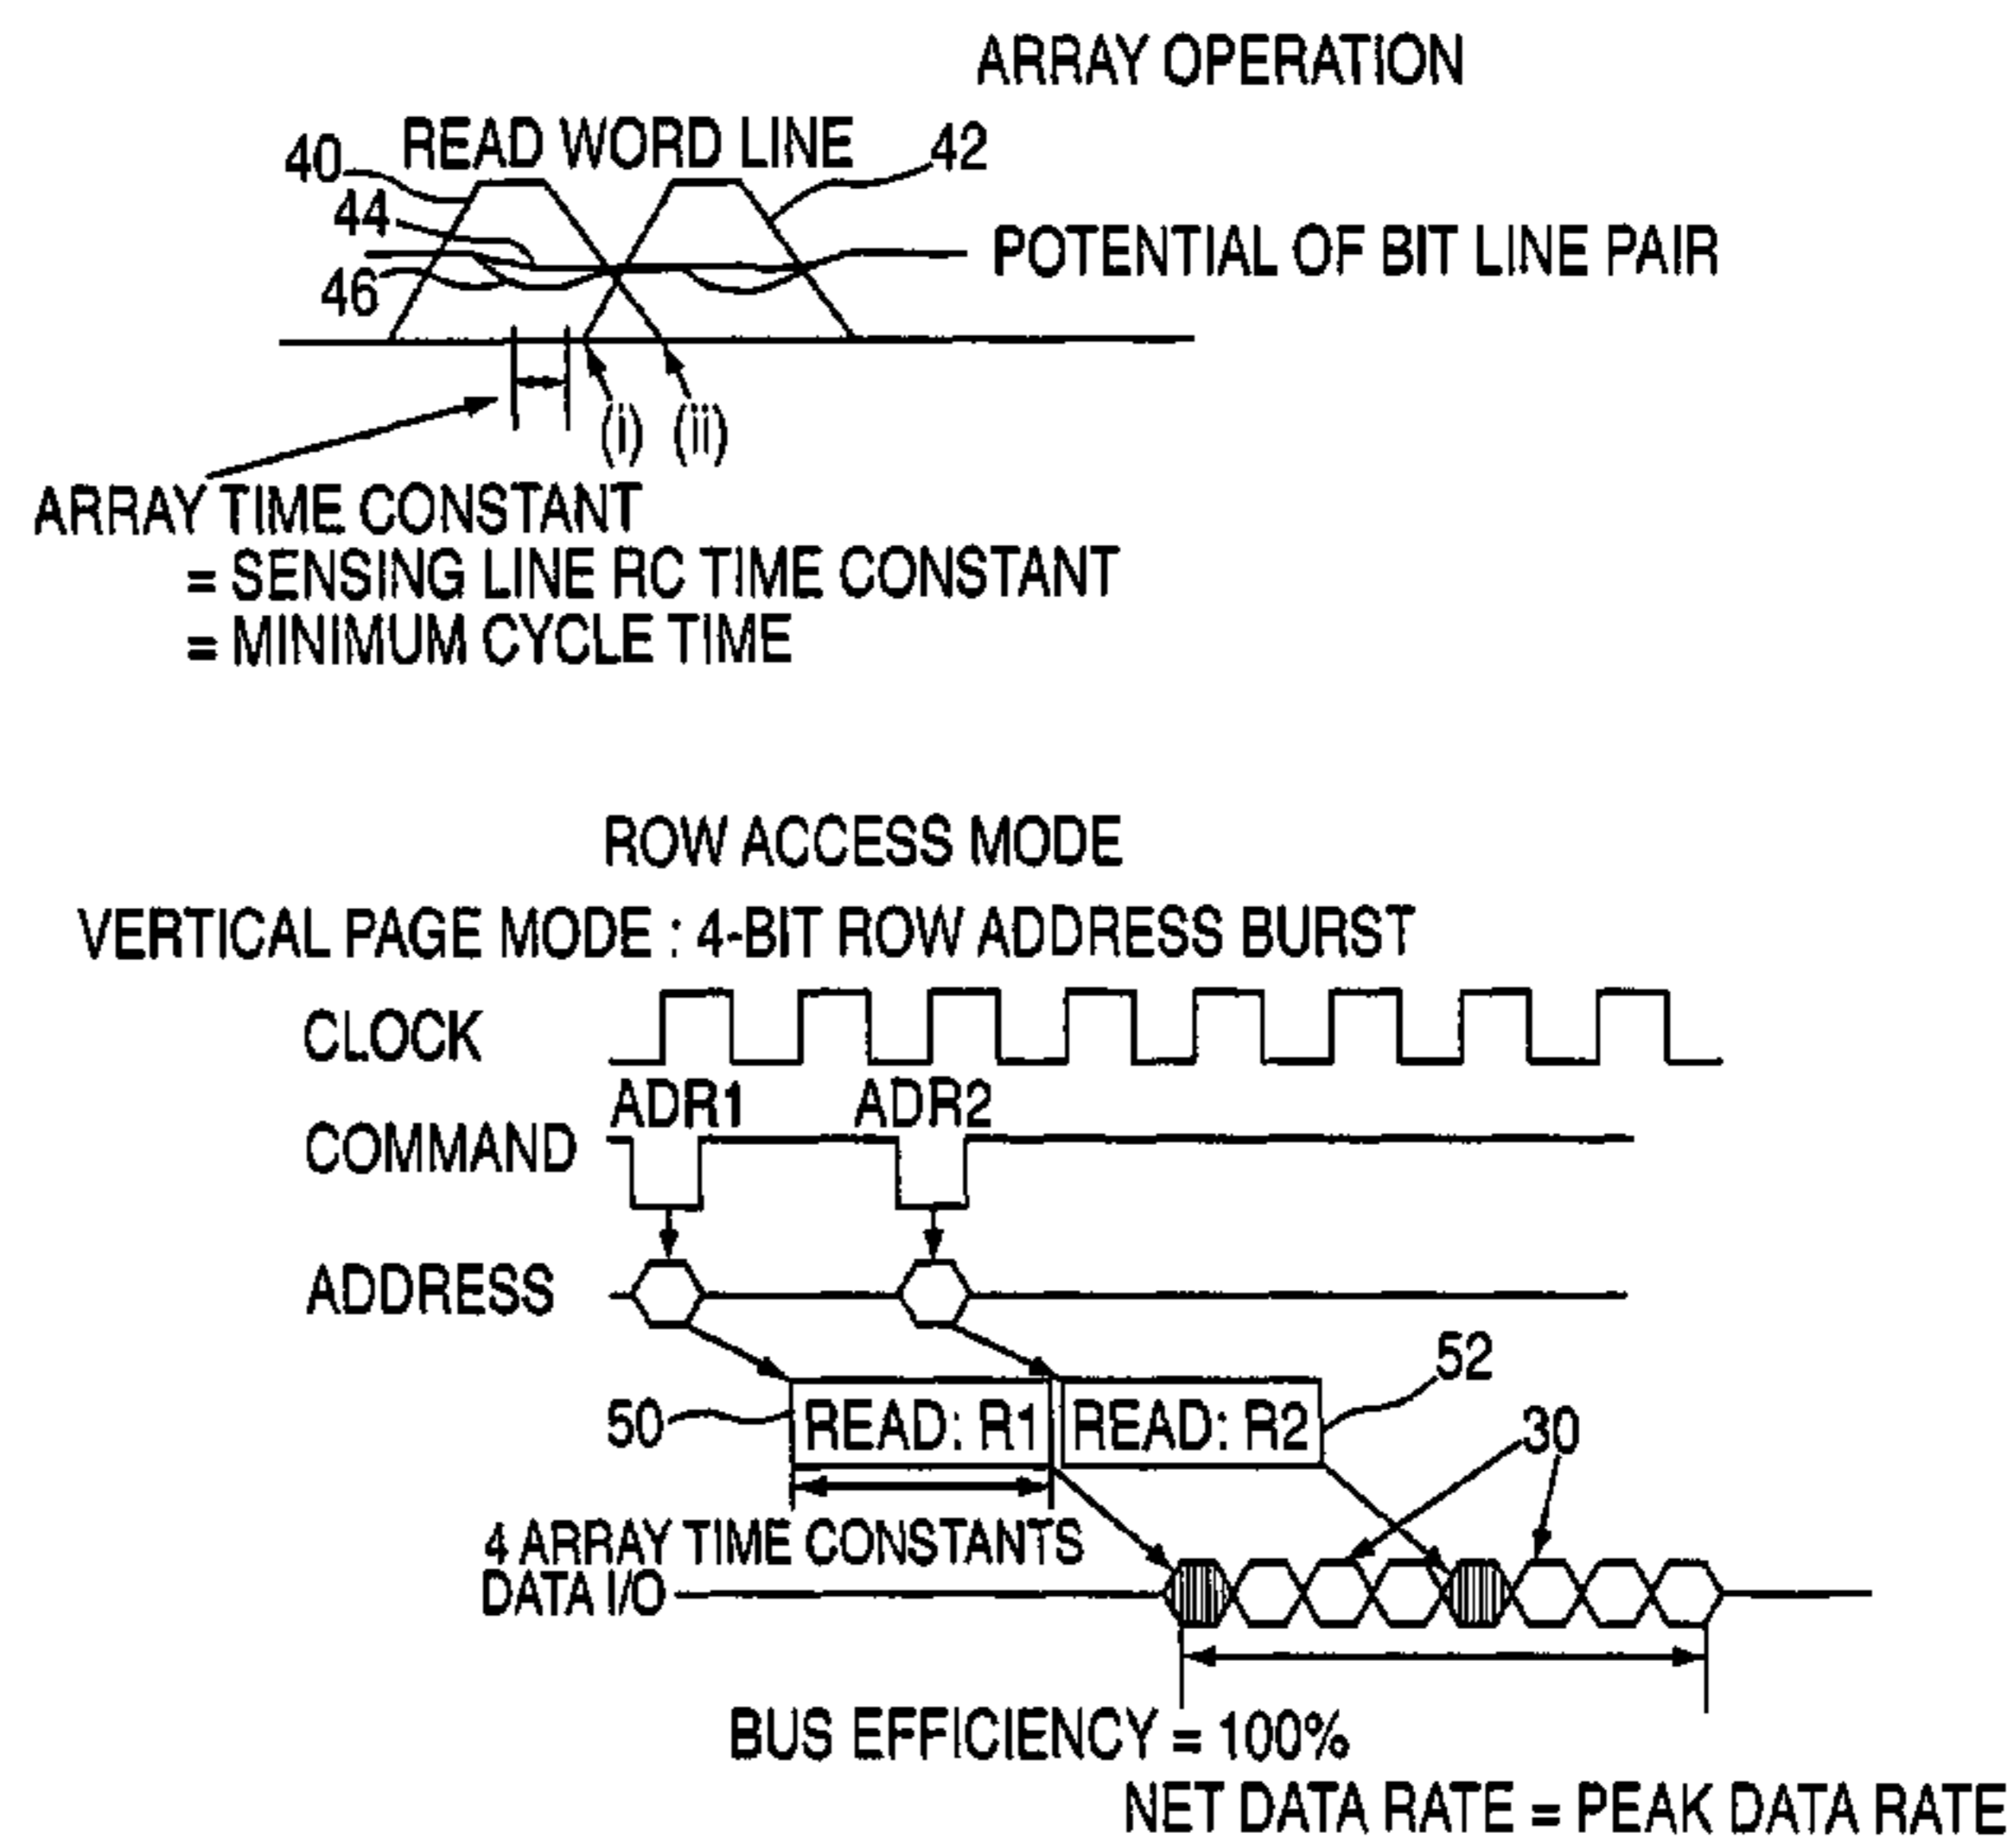 ARRAY OPERATION
READ WORD LINE
40
42
44
POTENTIAL OF BIT LINE PAIR
46
(i) (ii)
ARRAY TIME CONSTANT
= SENSING LINE RC TIME CONSTANT
= MINIMUM CYCLE TIME
ROW ACCESS MODE
VERTICAL PAGE MODE : 4-BIT ROW ADDRESS BURST
CLOCK
ADR1 ADR2
COMMAND
ADDRESS
52
50 READ: R1 READ: R2
30
4 ARRAY TIME CONSTANTS
DATA I/O
BUS EFFICIENCY = 100%
NET DATA RATE = PEAK DATA RATE